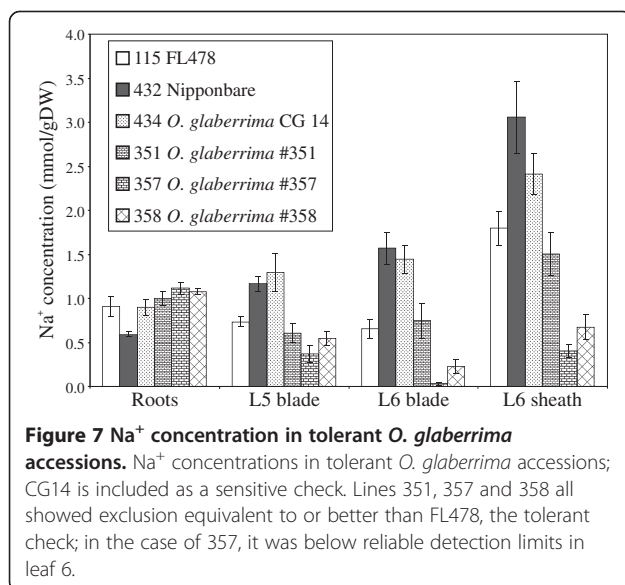 4.0
3.5
3.0
2.5
2.0
1.5
1.0
0.5
0.0
Na+ concentration (mmol/gDW)
115 FL478
432 Nipponbare
434 O. glaberrima CG 14
351 O. glaberrima #351
357 O. glaberrima #357
358 O. glaberrima #358
Roots L5 blade L6 blade L6 sheath
Figure 7 Na+ concentration in tolerant O. glaberrima
accessions. Na+ concentrations in tolerant O. glaberrima accessions;
CG14 is included as a sensitive check. Lines 351, 357 and 358 all
showed exclusion equivalent to or better than FL478, the tolerant
check; in the case of 357, it was below reliable detection limits in
leaf 6.